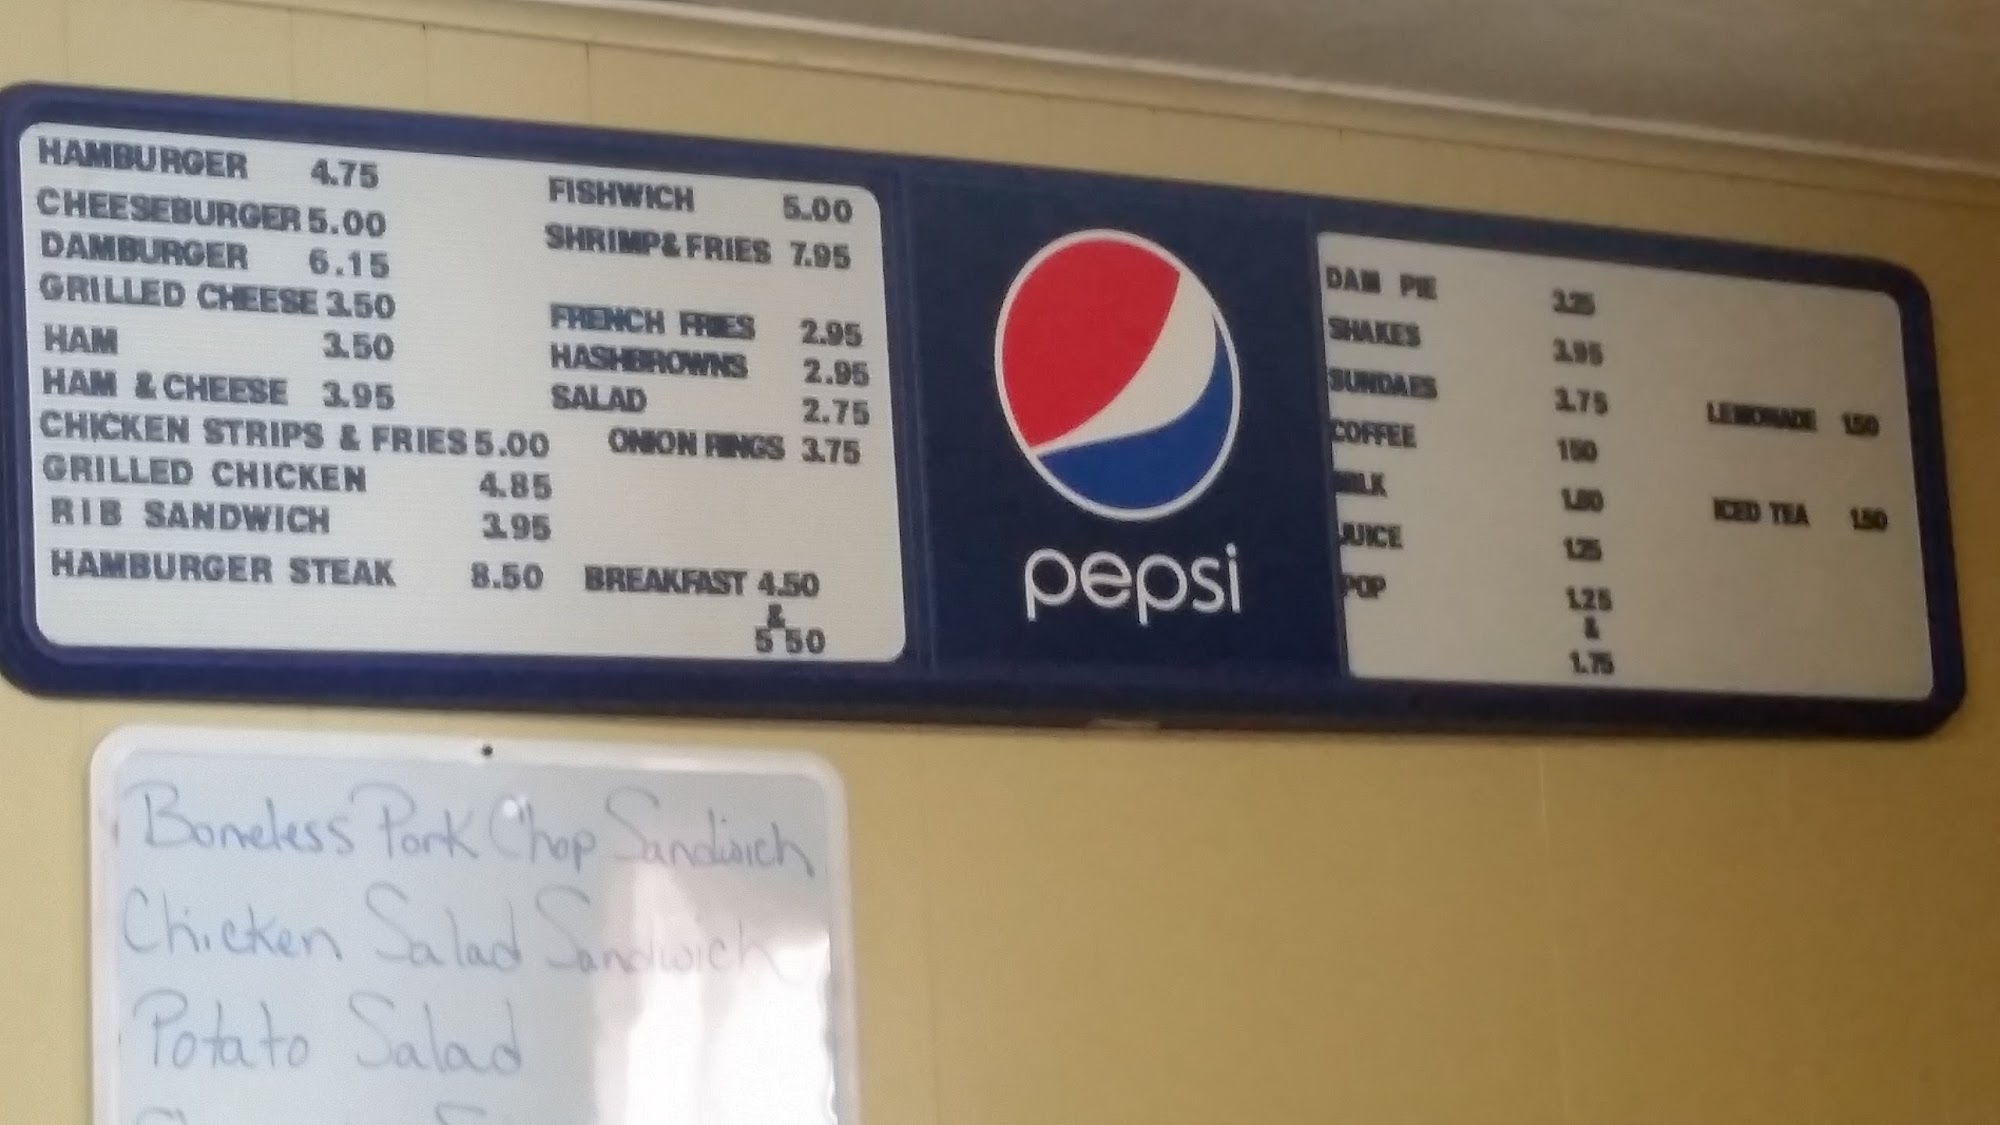 HAMBURGER 4.75
CHEESEBURGER 5.00
DAMBURGER 6.15
GRILLED CHEESE 3.50
HAM 3.50
HAM & CHEESE 3.95
CHICKEN STRIPS & FRIES 5.00
GRILLED CHICKEN 4.85
RIB SANDWICH 3.95
HAMBURGER STEAK 8.50
FISHWICH 5.00
SHRIMP & FRIES 7.95
FRENCH FRIES 2.95
HASHBROWNS 2.95
SALAD 2.75
ONION RINGS 3.75
BREAKFAST 4.50
&
5 50
pepsi
DAM PIE 3.25
SHAKES 3.95
SUNDAES 3.75
COFFEE 150
MILK
JUICE 1.25
POP 1.25
&
1.75
LEMONADE 1.50
ICED TEA 1.50
Boneless Pork Chop Sandwich
Chicken Salad Sandwich
Potato Salad